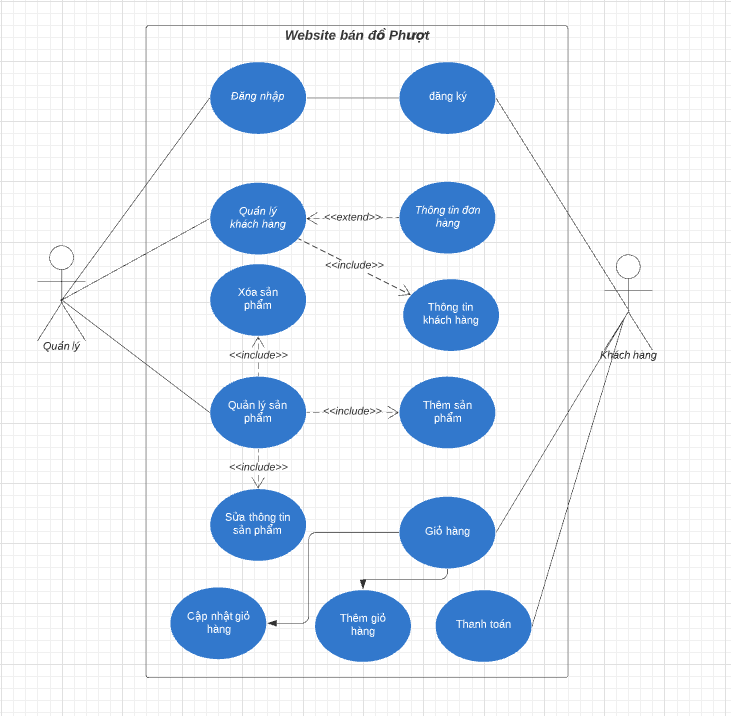 Website bán đồ Phượt
Đăng nhập
đăng ký
Quản lý
khách hàng
<<extend>>
Thông tin đơn
hàng
<<include>>
Xóa sản
phẩm
Thông tin
khách hàng
Quản lý
Khách hang
<<include>>
Quản lý sản
phẩm
<<include>>
Thêm sản
phẩm
<<include>>
Sửa thông tin
sản phẩm
Giỏ hàng
Cập nhật giỏ
hàng
Thêm giỏ
hàng
Thanh toán